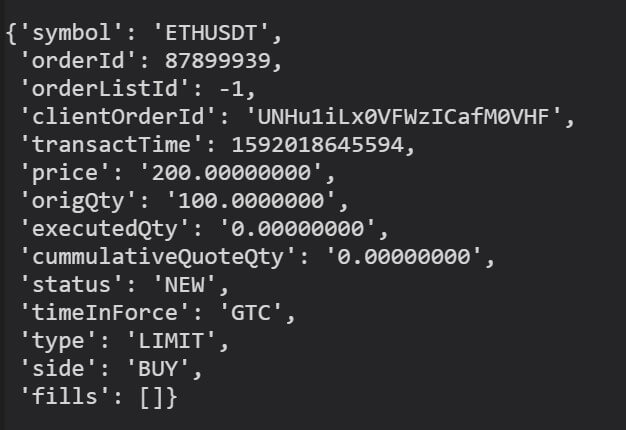 {'symbol': 'ETHUSDT',
'orderId': 87899939,
'orderListId': -1,
'clientOrderId': 'UNHu1iLx0VFWzICafM0VHF',
'transactTime': 1592018645594,
'price': '200.00000000',
'origQty': '100.0000000',
'executedQty': '0.00000000',
'cummulativeQuoteQty': '0.00000000',
'status': 'NEW',
'timeInForce': 'GTC',
'type': 'LIMIT',
'side': 'BUY',
'fills': []}